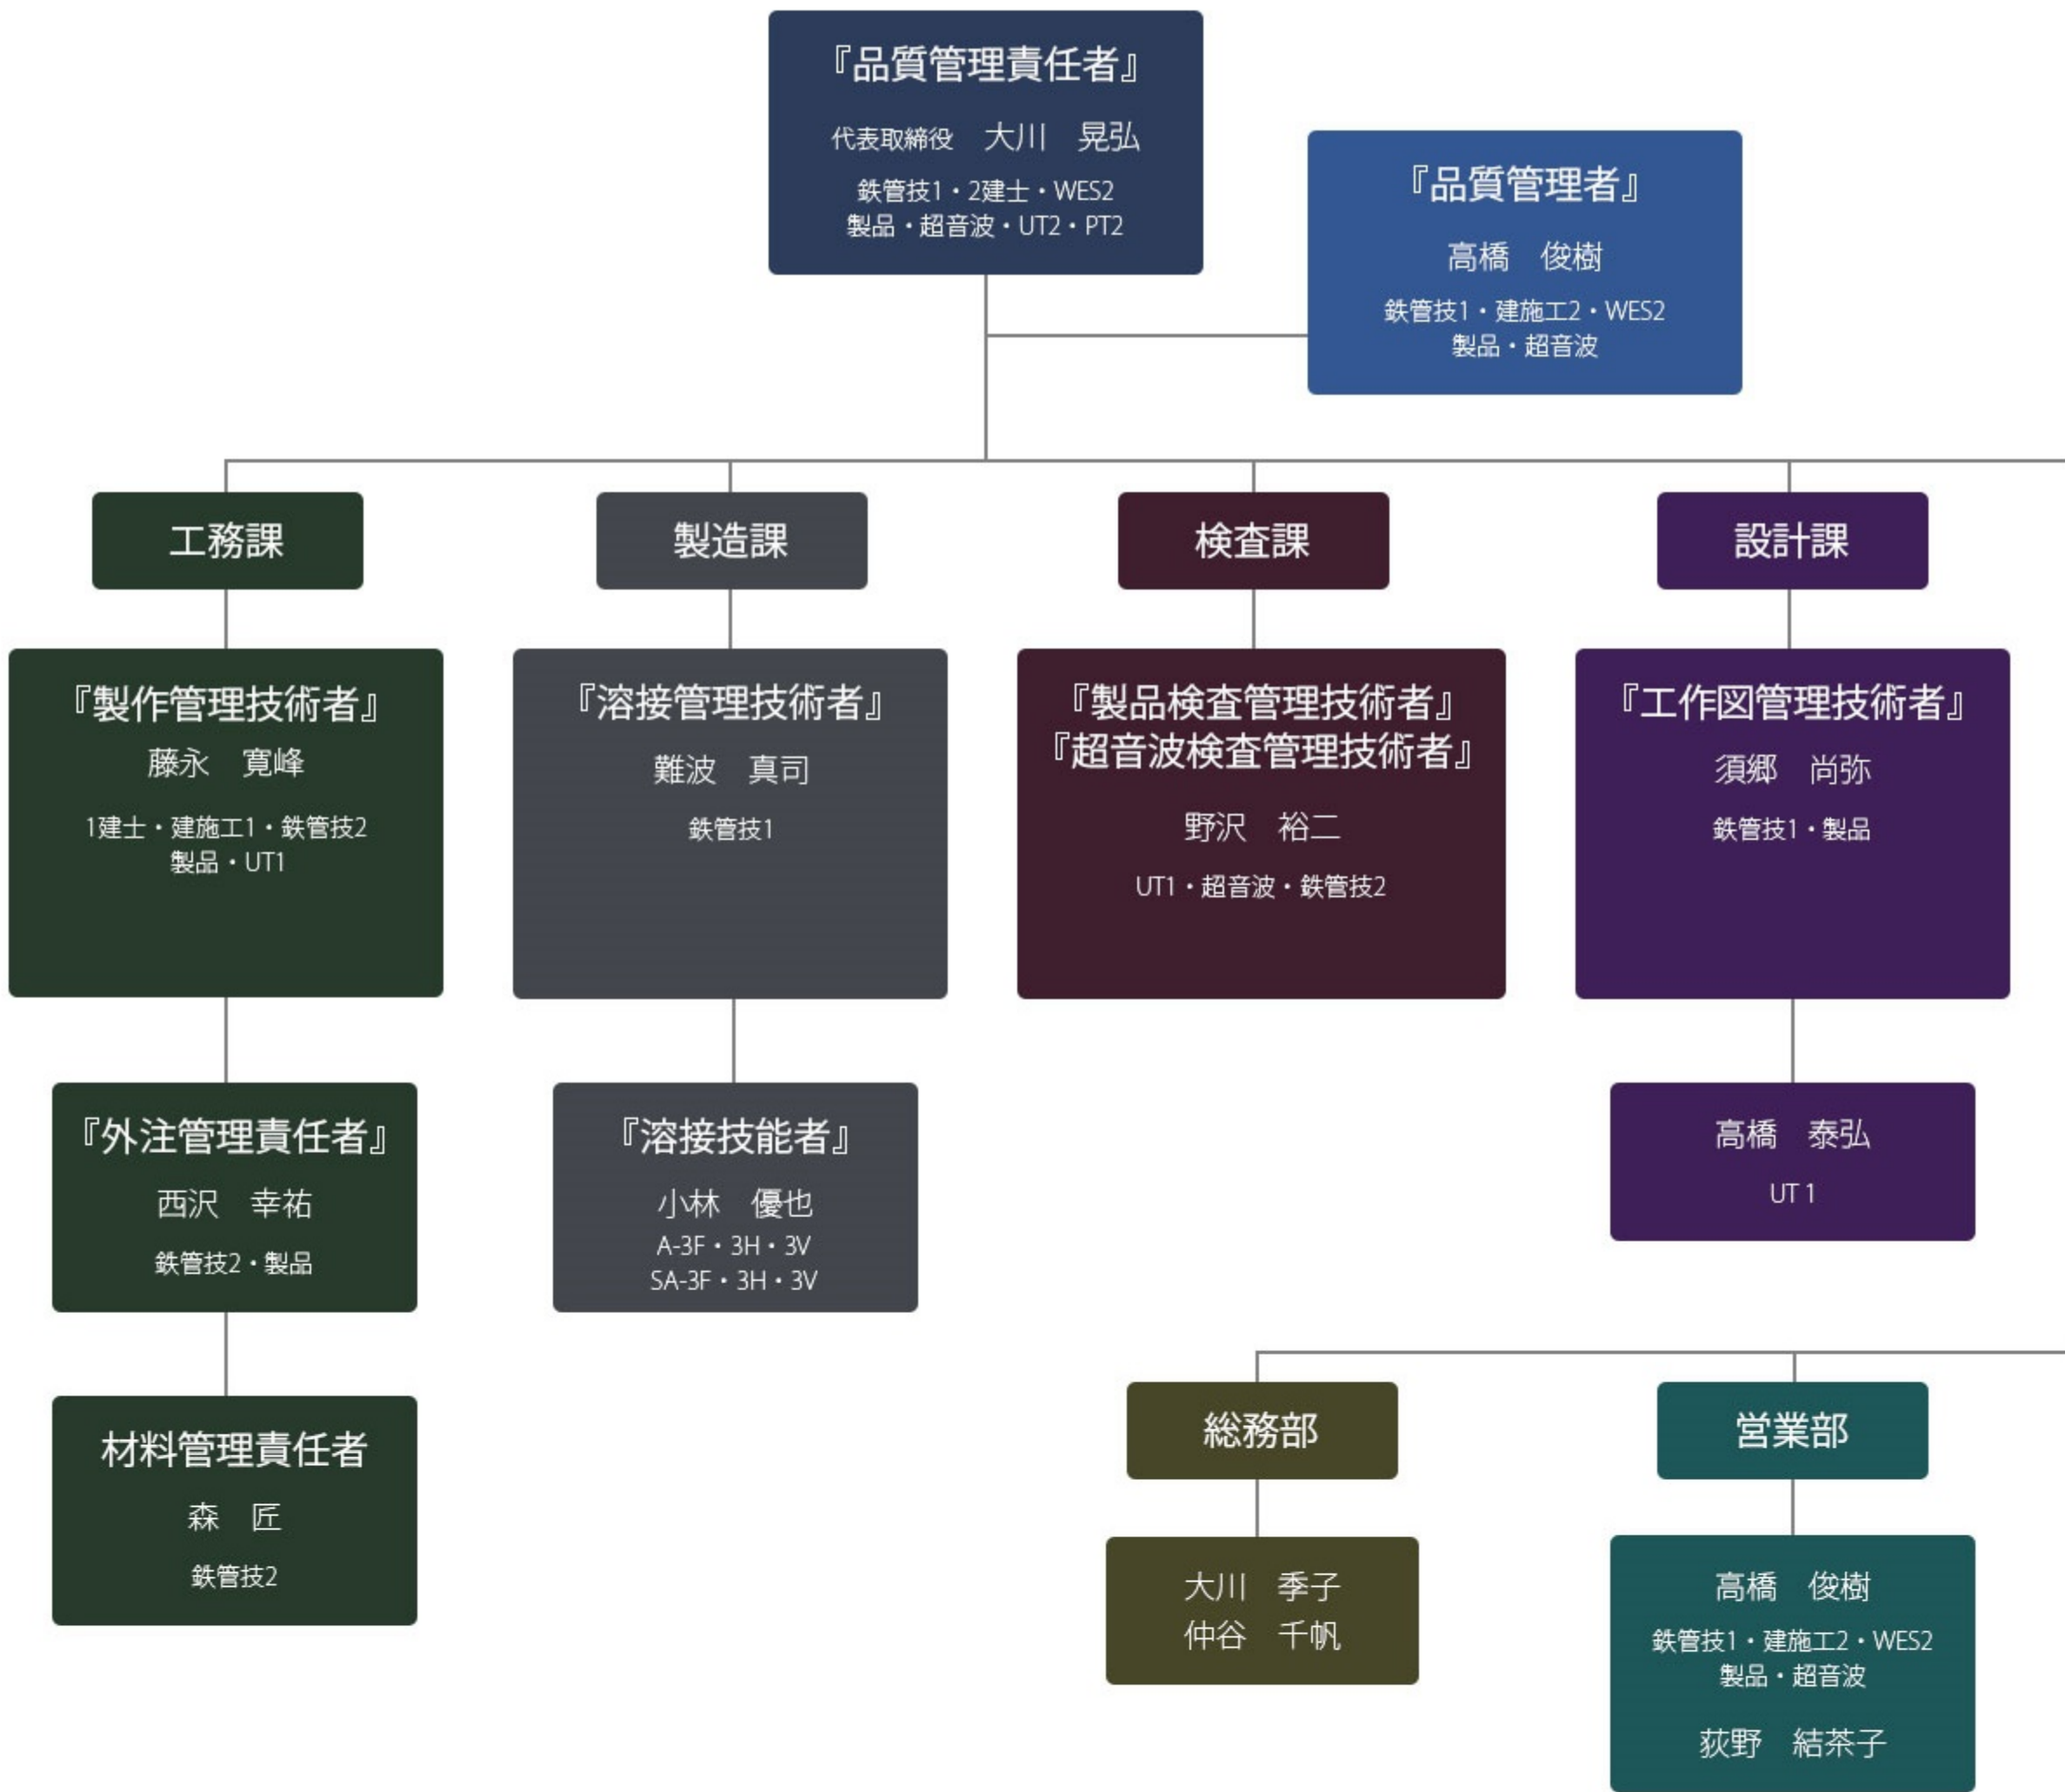 『品質管理責任者』
代表取締役　大川　晃弘
鉄管技1・2建士・WES2
製品・超音波・UT2・PT2
『品質管理者』
高橋　俊樹
鉄管技1・建施工2・WES2
製品・超音波
工務課
『製作管理技術者』
藤永　寛峰
1建士・建施工1・鉄管技2
製品・UT1
『外注管理責任者』
西沢　幸祐
鉄管技2・製品
材料管理責任者
森　匠
鉄管技2
製造課
『溶接管理技術者』
難波　真司
鉄管技1
『溶接技能者』
小林　優也
A-3F・3H・3V
SA-3F・3H・3V
検査課
『製品検査管理技術者』
『超音波検査管理技術者』
野沢　裕二
UT1・超音波・鉄管技2
設計課
『工作図管理技術者』
須郷　尚弥
鉄管技1・製品
高橋　泰弘
UT 1
総務部
大川　季子
仲谷　千帆
営業部
高橋　俊樹
鉄管技1・建施工2・WES2
製品・超音波
荻野　結茶子